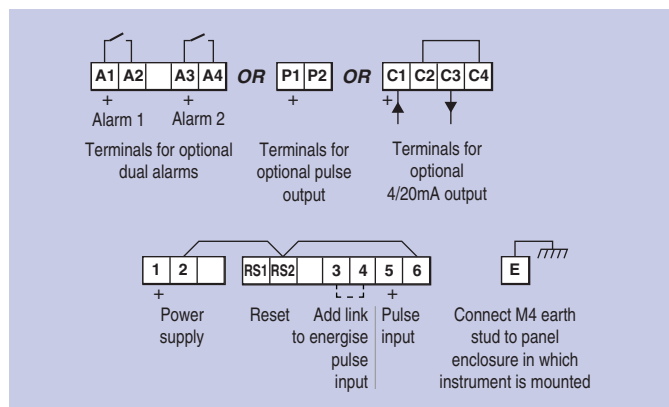 A1 A2 A3 A4 OR P1 P2 OR C1 C2 C3 C4
+ + + +
Alarm 1 Alarm 2
Terminals for optional
dual alarms
Terminals for
optional pulse
output
Terminals for
optional
4/20mA output
1 2 RS1 RS2 3 4 5 6 E
+ +
Power
supply
Reset
Add link
to energise
pulse
input
Pulse
input
Connect M4 earth
stud to panel
enclosure in which
instrument is mounted